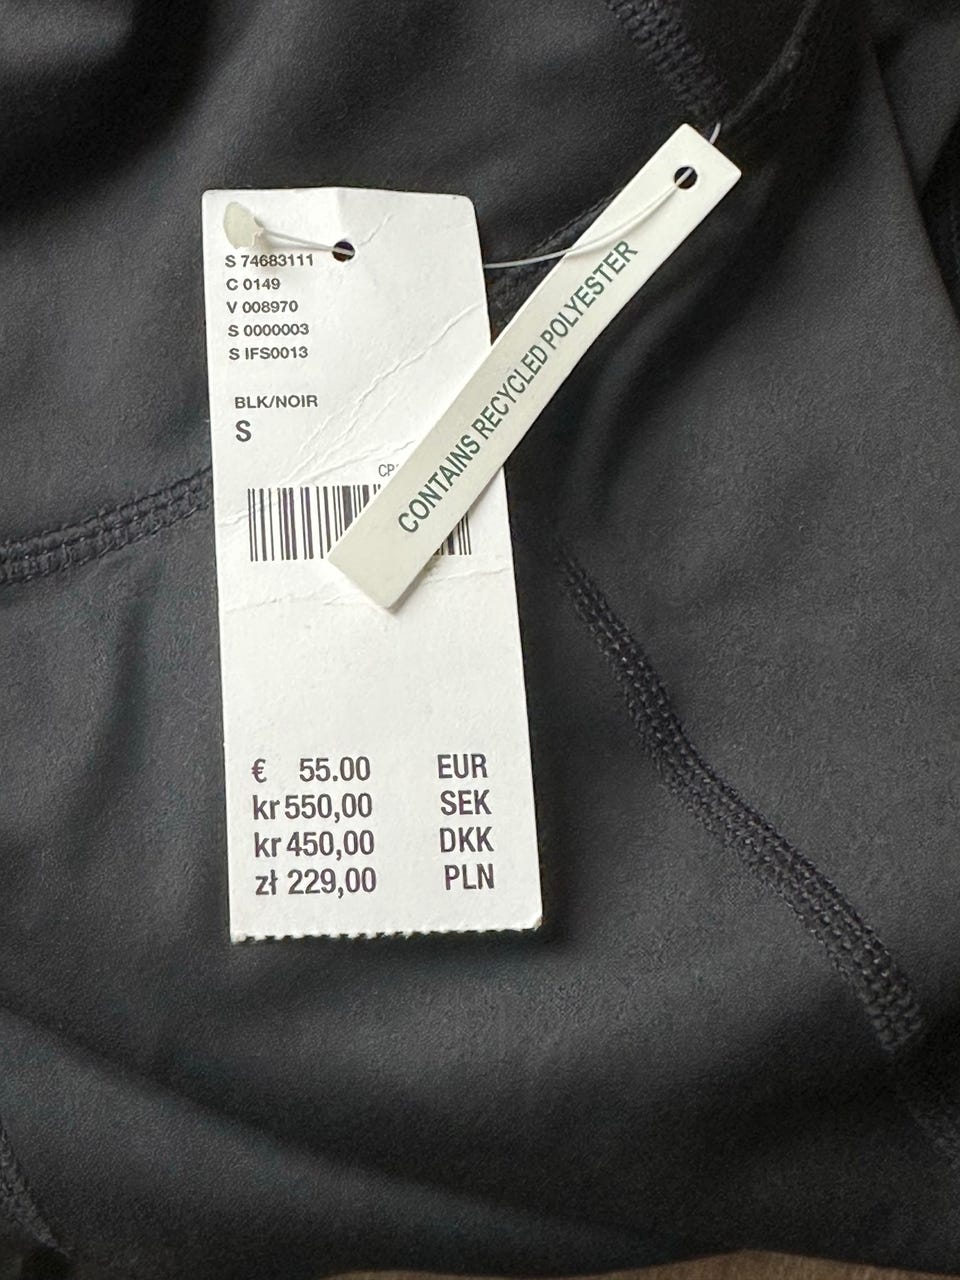 S 74683111
C 0149
V 008970
S 0000003
S IFS0013
BLK/NOIR
S
CONTAINS RECYCLED POLYESTER
€ 55.00 EUR
kr 550,00 SEK
kr 450,00 DKK
zł 229,00 PLN